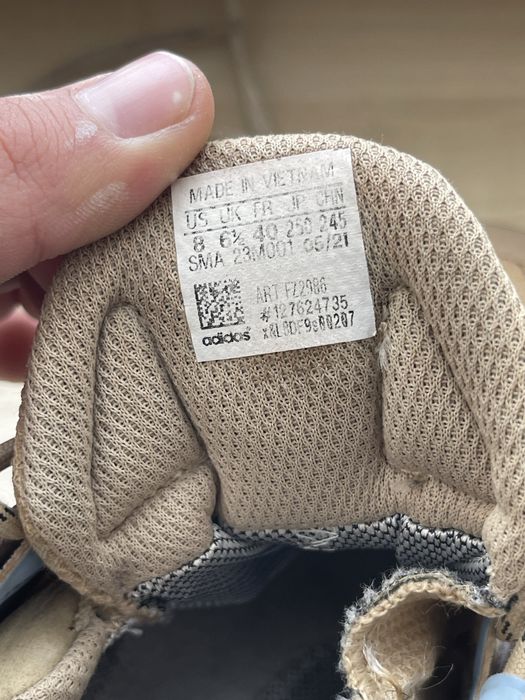 MADE IN VIETNAM
US UK FR JP CHN
8 6½ 40 250 245
SMA 23M001 06/21
ART FZ2986
#127624735
adidas